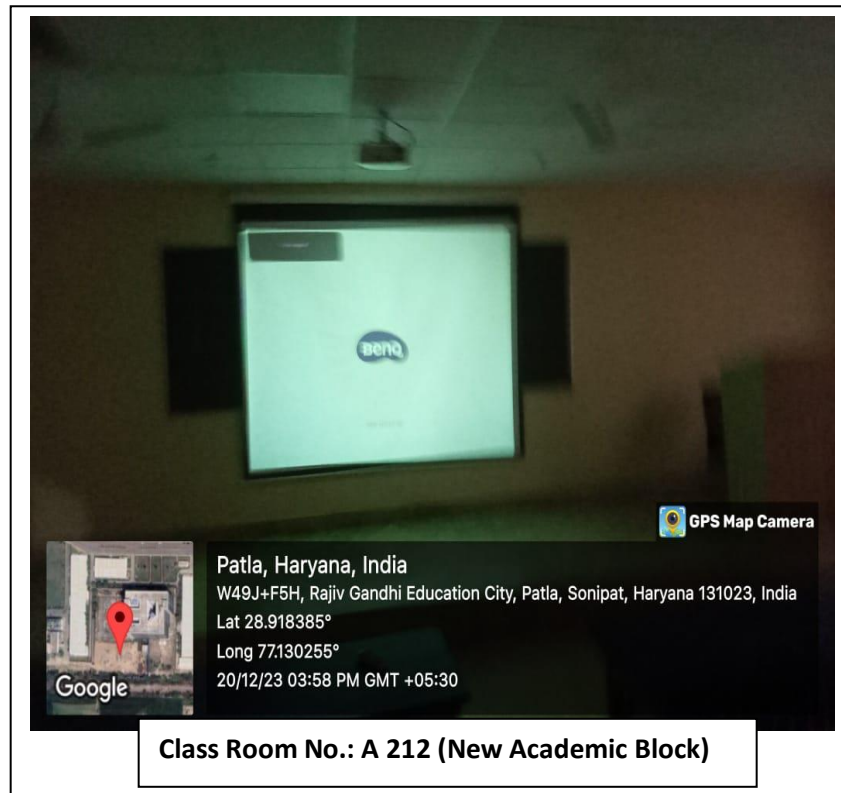 BenQ
GPS Map Camera
Patla, Haryana, India
W49J+F5H, Rajiv Gandhi Education City, Patla, Sonipat, Haryana 131023, India
Lat 28.918385°
Long 77.130255°
20/12/23 03:58 PM GMT +05:30
Google
Class Room No.: A 212 (New Academic Block)